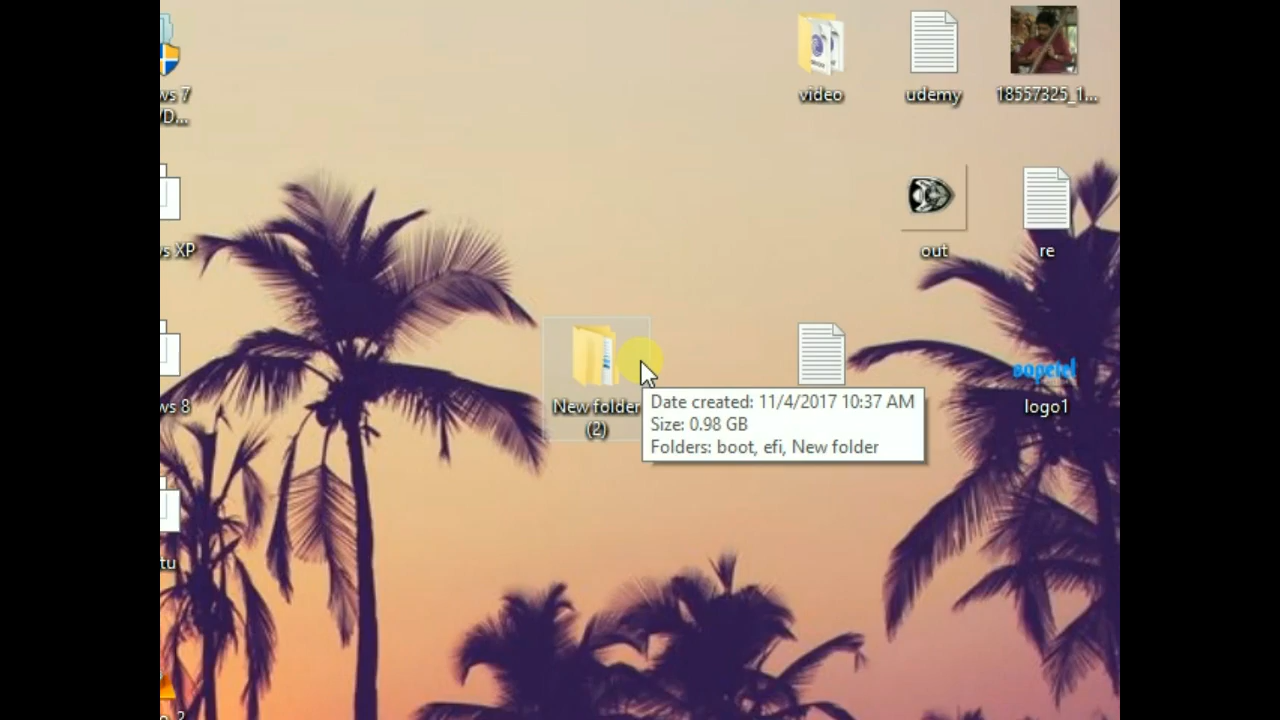 ws 7
/D...
video
udemy
18557325_1...
ws XP
out
re
ws 8
New folder
(2)
Date created: 11/4/2017 10:37 AM
Size: 0.98 GB
Folders: boot, efi, New folder
logo1
tu